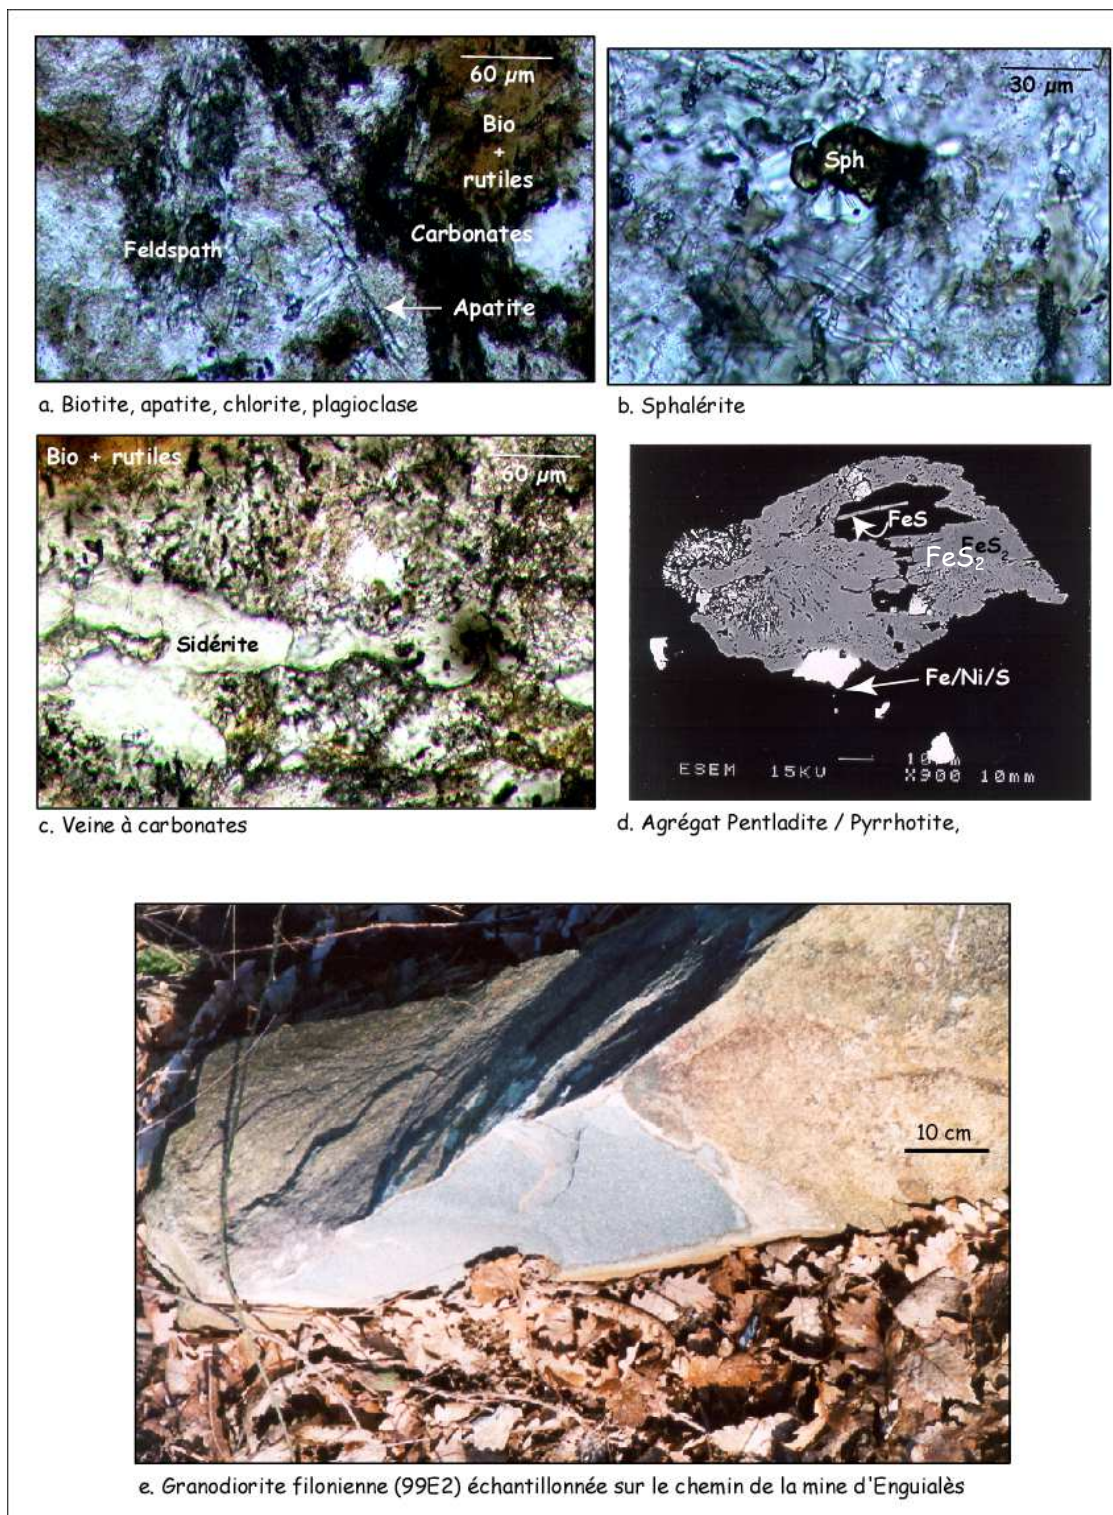 60 µm
Bio
+
rutiles
Carbonates
Feldspath
Apatite
a. Biotite, apatite, chlorite, plagioclase
30 µm
Sph
b. Sphalérite
Bio + rutiles
60 µm
Sidérite
c. Veine à carbonates
FeS
FeS2
FeS2
Fe/Ni/S
ESEM 15KV
X900 10mm
d. Agrégat Pentladite / Pyrrhotite,
10 cm
e. Granodiorite filonienne (99E2) échantillonnée sur le chemin de la mine d'Enguialès